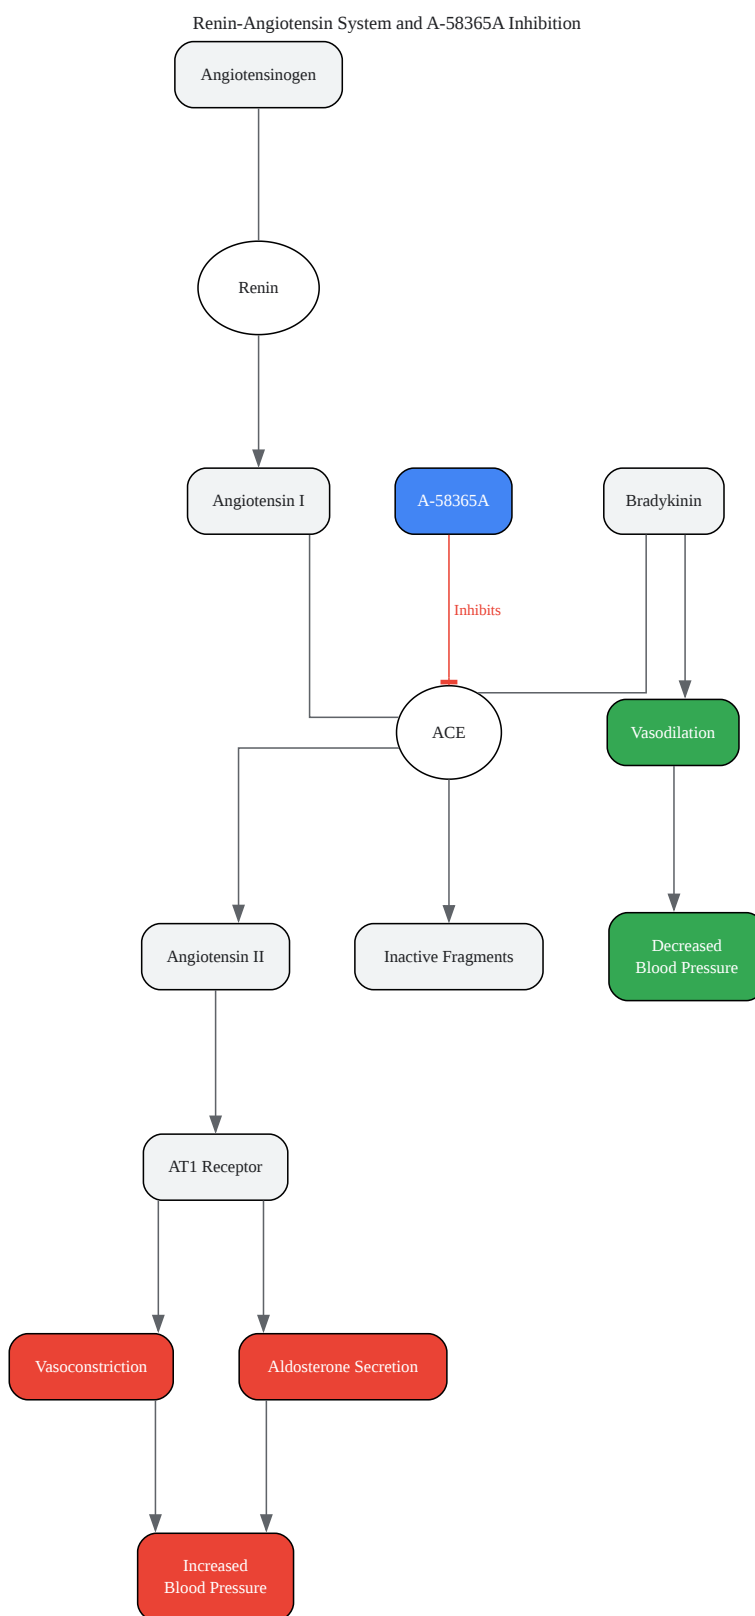 Renin-Angiotensin System and A-58365A Inhibition
Angiotensinogen
Renin
Angiotensin I
A-58365A
Bradykinin
Inhibits
ACE
Vasodilation
Angiotensin II
Inactive Fragments
Decreased
Blood Pressure
AT1 Receptor
Vasoconstriction
Aldosterone Secretion
Increased
Blood Pressure